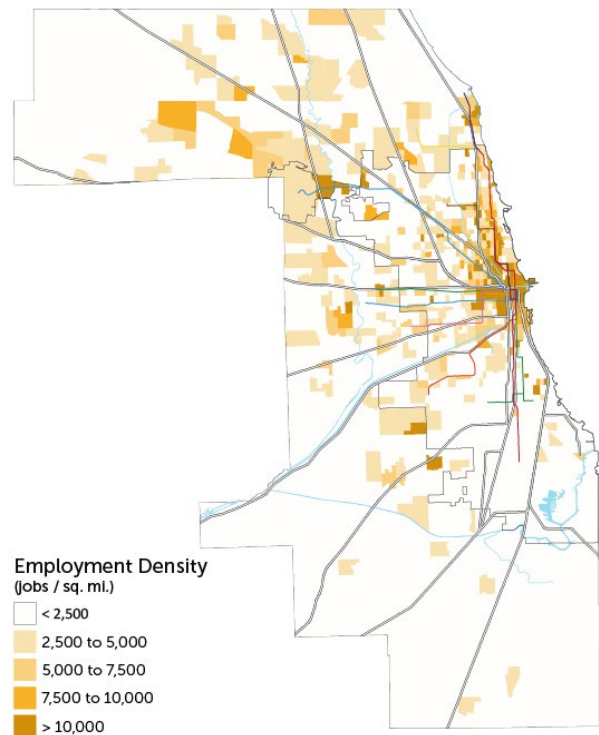 Employment Density
(jobs / sq. mi.)
< 2,500
2,500 to 5,000
5,000 to 7,500
7,500 to 10,000
> 10,000